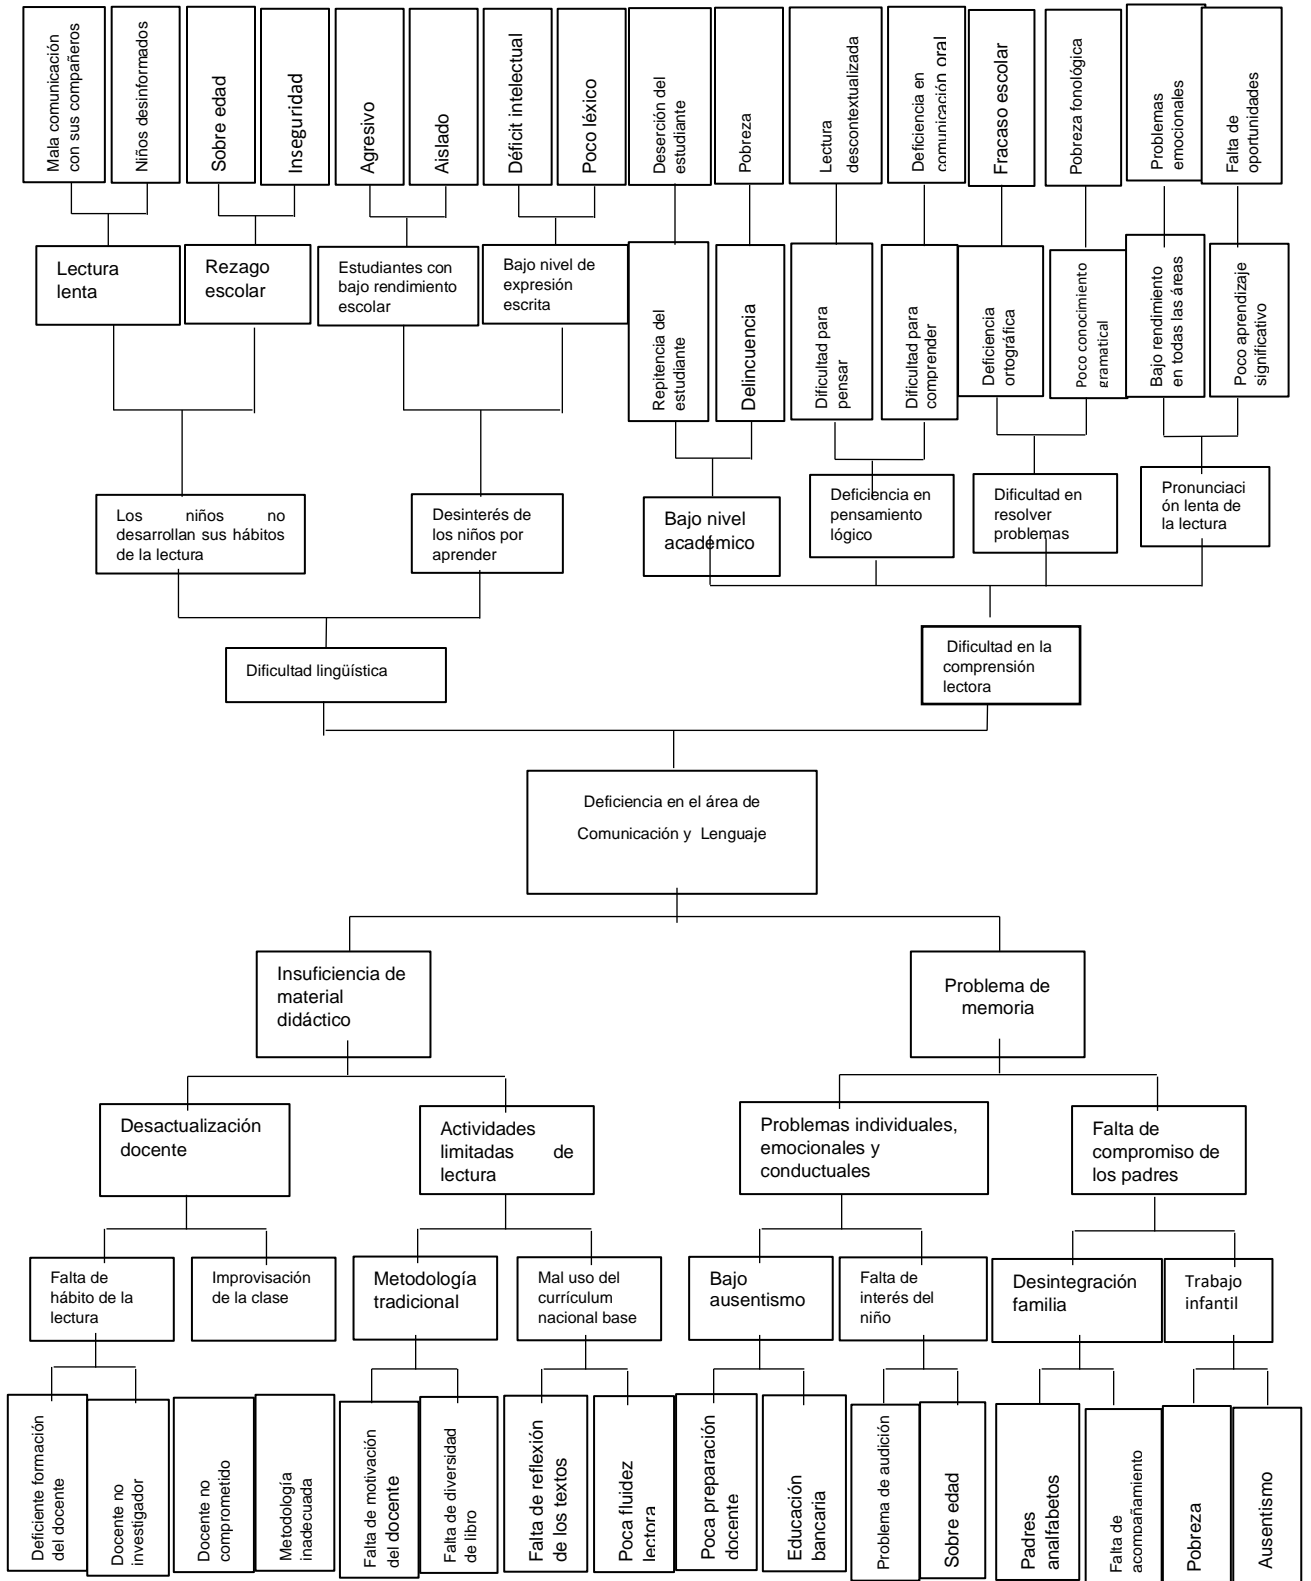 Mala comunicación
con sus compañeros
Niños desinformados
Sobre edad
Inseguridad
Agresivo
Aislado
Déficit intelectual
Poco léxico
Deserción del
estudiante
Pobreza
Lectura
descontextualizada
Deficiencia en
comunicación oral
Fracaso escolar
Pobreza fonológica
Problemas
emocionales
Falta de
oportunidades
Lectura
lenta
Rezago
escolar
Estudiantes con
bajo rendimiento
escolar
Bajo nivel de
expresión
escrita
Repitencia del
estudiante
Delincuencia
Dificultad para
pensar
Dificultad para
comprender
Deficiencia
ortográfica
Poco conocimiento
gramatical
Bajo rendimiento
en todas las áreas
Poco aprendizaje
significativo
Los niños no
desarrollan sus hábitos
de la lectura
Desinterés de
los niños por
aprender
Bajo nivel
académico
Deficiencia en
pensamiento
lógico
Dificultad en
resolver
problemas
Pronunciaci
ón lenta de
la lectura
Dificultad lingüística
Dificultad en la
comprensión
lectora
Deficiencia en el área de
Comunicación y Lenguaje
Insuficiencia de
material
didáctico
Problema de
memoria
Desactualización
docente
Actividades
limitadas de
lectura
Problemas individuales,
emocionales y
conductuales
Falta de
compromiso de
los padres
Falta de
hábito de la
lectura
Improvisación
de la clase
Metodología
tradicional
Mal uso del
currículum
nacional base
Bajo
ausentismo
Falta de
interés del
niño
Desintegración
familia
Trabajo
infantil
Deficiente formación
del docente
Docente no
investigador
Docente no
comprometido
Metodología
inadecuada
Falta de motivación
del docente
Falta de diversidad
de libro
Falta de reflexión
de los textos
Poca fluidez
lectora
Poca preparación
docente
Educación
bancaria
Problema de audición
Sobre edad
Padres
analfabetos
Falta de
acompañamiento
Pobreza
Ausentismo